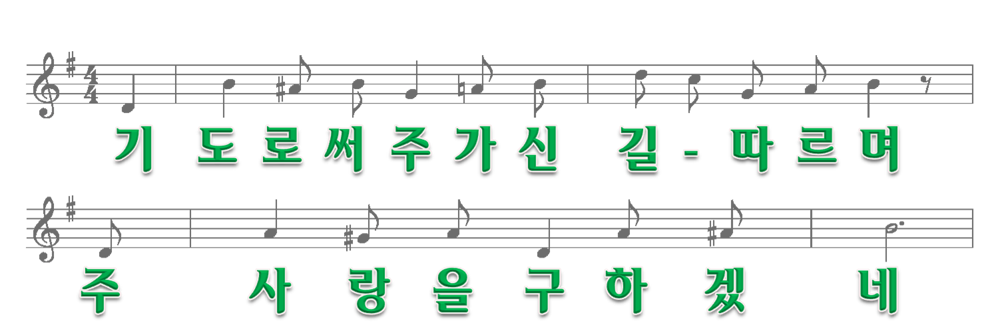 기 도 로 써 주 가 신 길 - 따 르 며
주 사 랑 을 구 하 겠 네